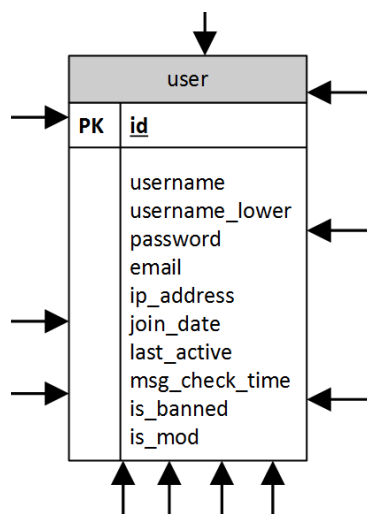 user
PK id
username
username_lower
password
email
ip_address
join_date
last_active
msg_check_time
is_banned
is_mod